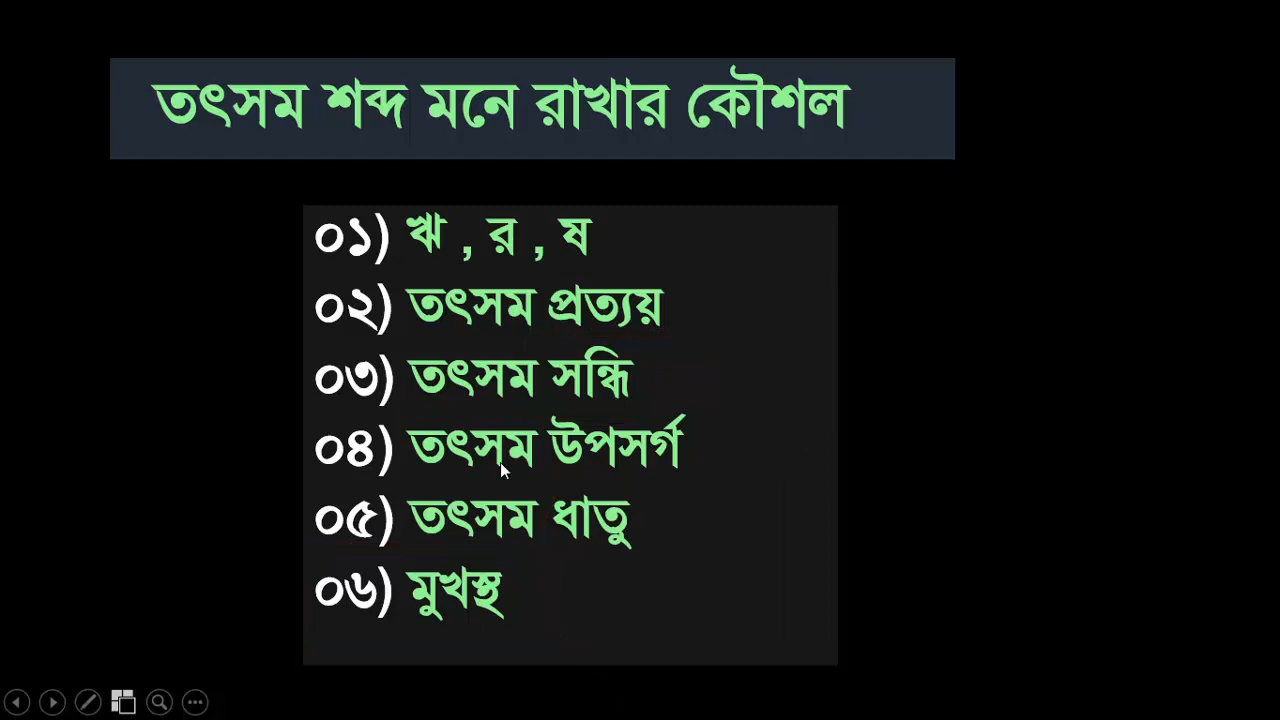 তৎসম শব্দ মনে রাখার কৌশল
০১) ঋ , র , ষ
০২) তৎসম প্রত্যয়
০৩) তৎসম সন্ধি
০৪) তৎসম উপসর্গ
০৫) তৎসম ধাতু
০৬) মুখস্থ